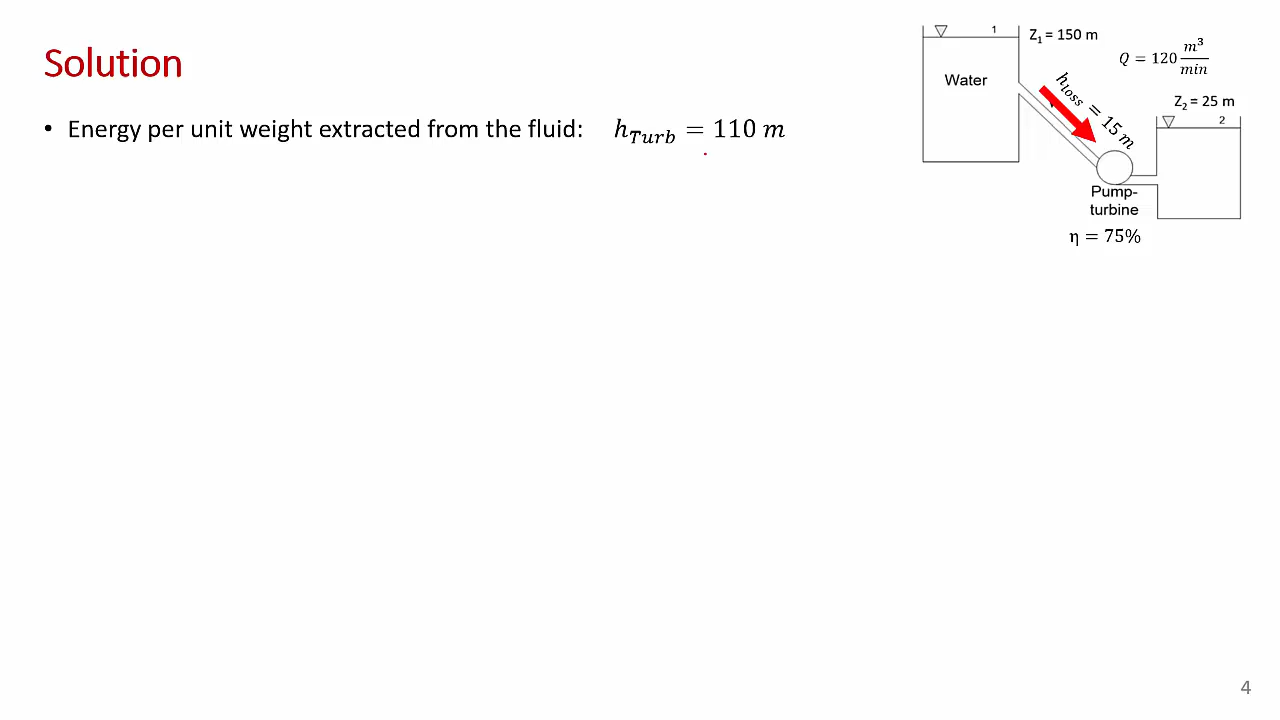 Solution
• Energy per unit weight extracted from the fluid: h_Turb = 110 m
1
Z₁ = 150 m
Q = 120 m³/min
Water
h_loss = 15 m
Z₂ = 25 m
2
Pump-
turbine
η = 75%
4